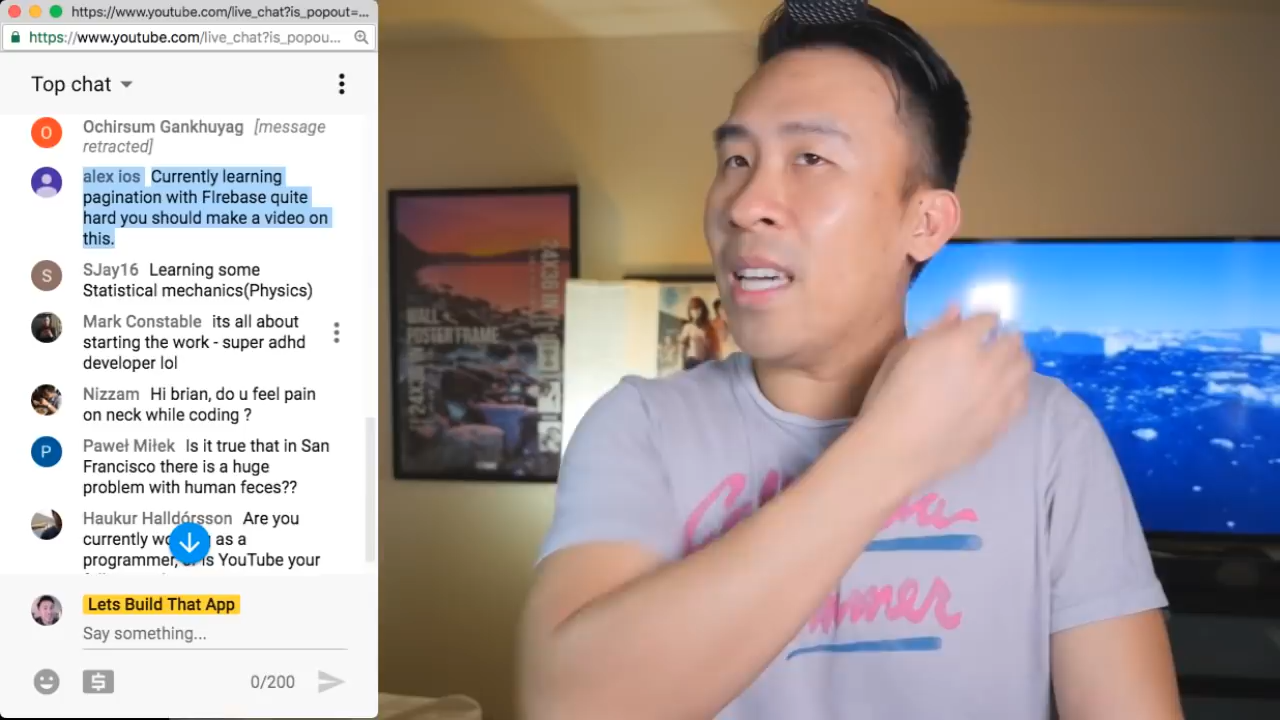 https://www.youtube.com/live_chat?is_popout=...
https://www.youtube.com/live_chat?is_popou...
Top chat
O
Ochirsum Gankhuyag [message
retracted]
alex ios Currently learning
pagination with FIrebase quite
hard you should make a video on
this.
S
SJay16 Learning some
Statistical mechanics(Physics)
Mark Constable its all about
starting the work - super adhd
developer lol
Nizzam Hi brian, do u feel pain
on neck while coding ?
P
Paweł Miłek Is it true that in San
Francisco there is a huge
problem with human feces??
Haukur Halldórsson Are you
currently as a
programmer, is YouTube your
Lets Build That App
Say something...
0/200
24X36 IN
WALL
POSTER FRAME